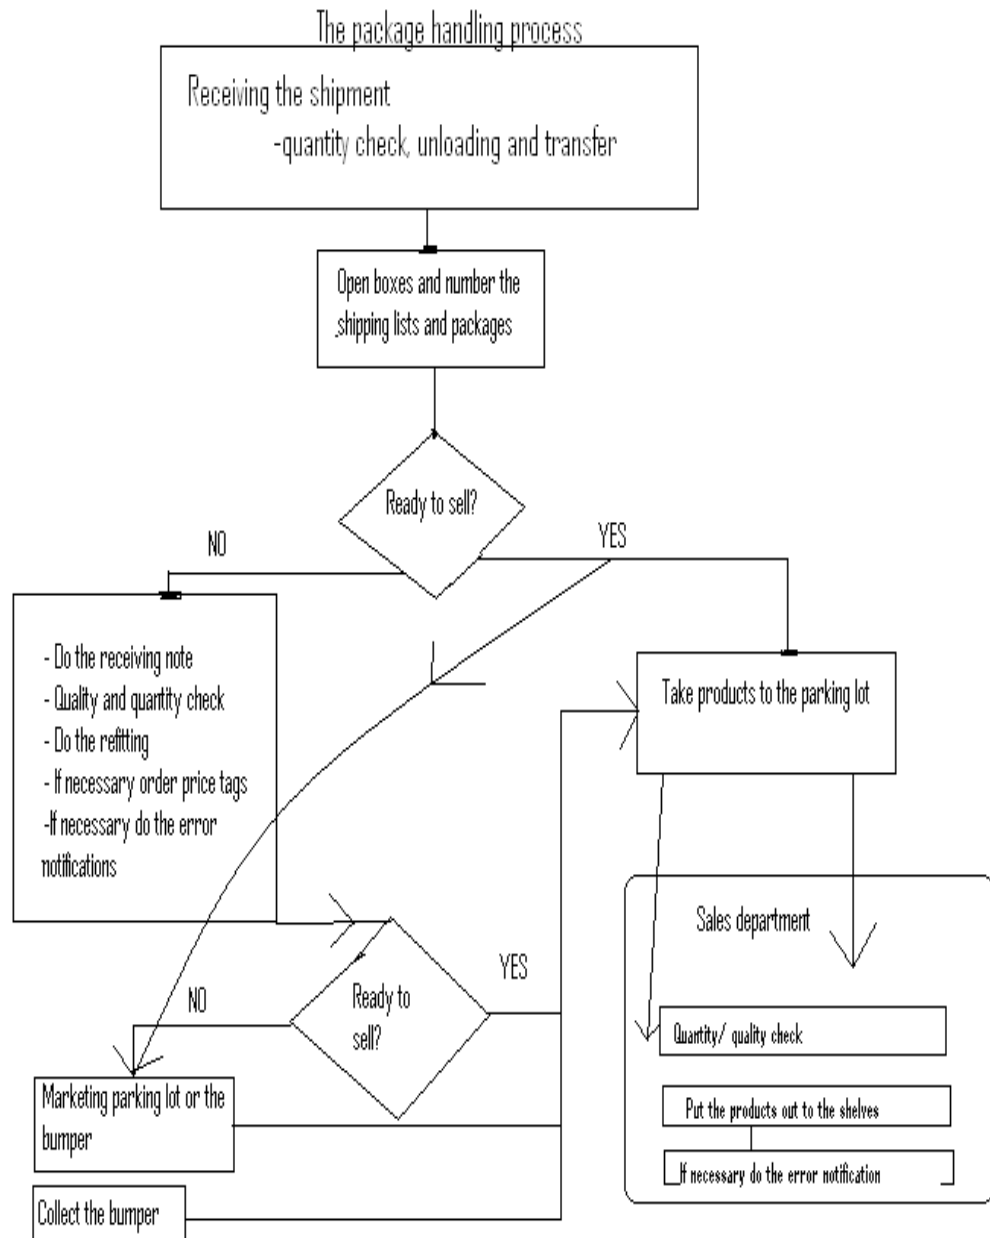 The package handling process
Receiving the shipment
-quantity check, unloading and transfer
Open boxes and number the
shipping lists and packages
Ready to sell?
NO
YES
- Do the receiving note
- Quality and quantity check
- Do the refitting
- If necessary order price tags
-If necessary do the error
notifications
Take products to the parking lot
Sales department
Quantity/ quality check
Put the products out to the shelves
If necessary do the error notification
Ready to
sell?
NO
YES
Marketing parking lot or the
bumper
Collect the bumper